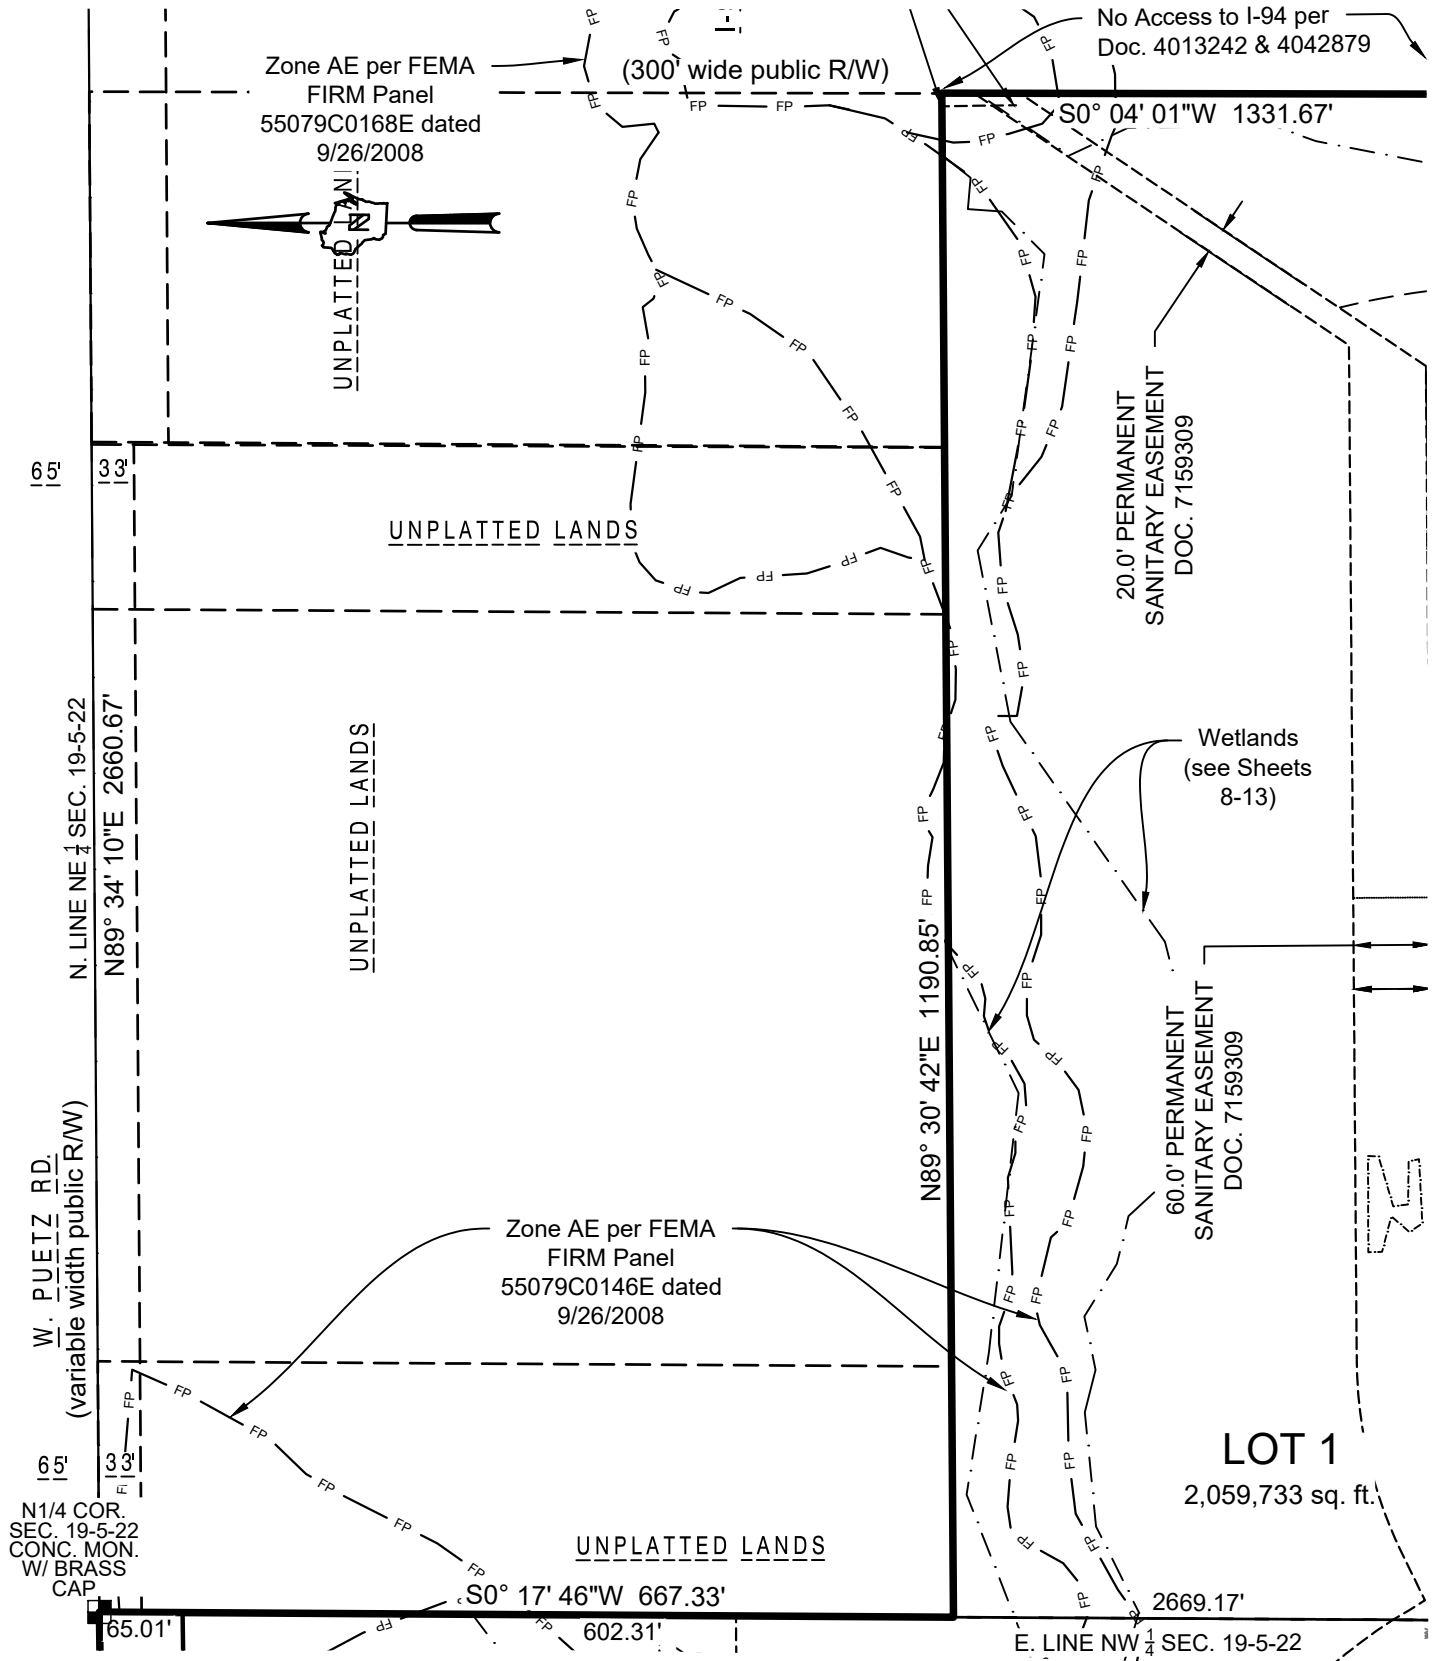 No Access to I-94 per
Doc. 4013242 & 4042879
Zone AE per FEMA
FIRM Panel
55079C0168E dated
9/26/2008
(300' wide public R/W)
S0° 04' 01"W 1331.67'
N
UNPLATTED
65'
33'
UNPLATTED LANDS
20.0' PERMANENT
SANITARY EASEMENT
DOC. 7159309
N. LINE NE 1/4 SEC. 19-5-22
N89° 34' 10"E 2660.67'
UNPLATTED LANDS
Wetlands
(see Sheets
8-13)
N89° 30' 42"E 1190.85'
60.0' PERMANENT
SANITARY EASEMENT
DOC. 7159309
W. PUETZ RD.
(variable width public R/W)
Zone AE per FEMA
FIRM Panel
55079C0146E dated
9/26/2008
LOT 1
2,059,733 sq. ft.
65'
33'
N1/4 COR.
SEC. 19-5-22
CONC. MON.
W/ BRASS
CAP
UNPLATTED LANDS
S0° 17' 46"W 667.33'
65.01'
602.31'
2669.17'
E. LINE NW 1/4 SEC. 19-5-22
FP